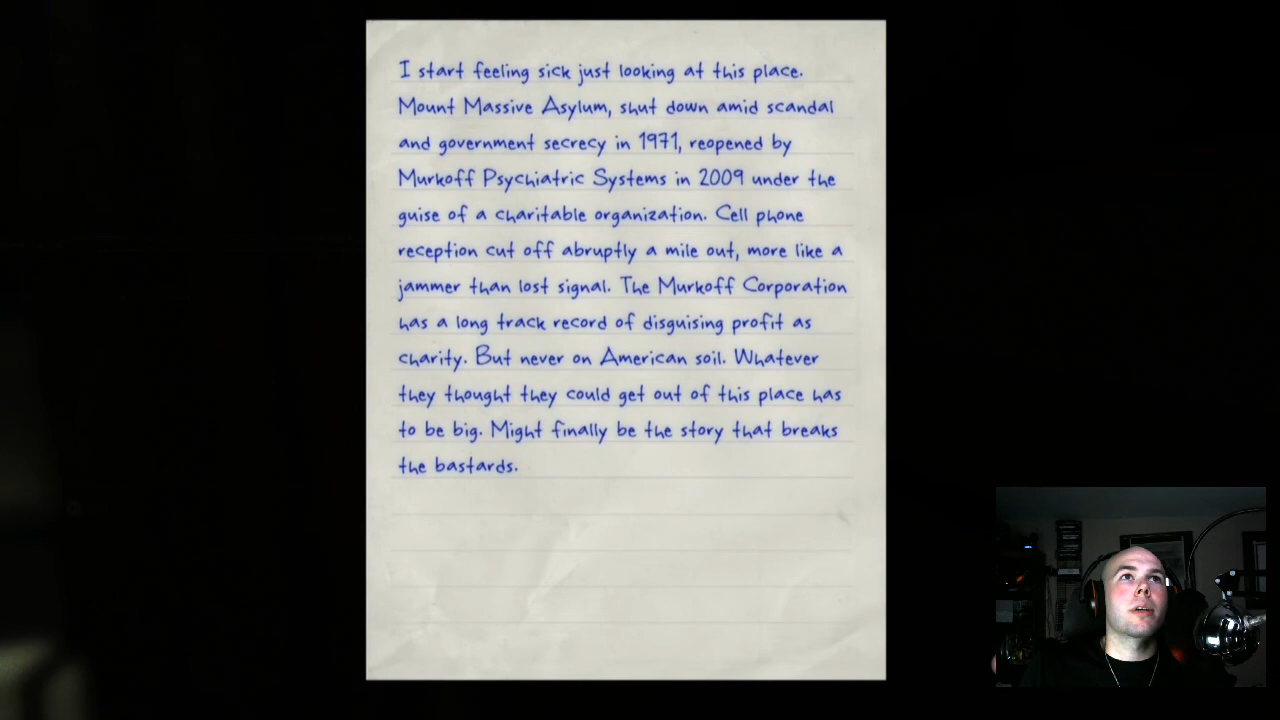 I start feeling sick just looking at this place.
Mount Massive Asylum, shut down amid scandal
and government secrecy in 1971, reopened by
Murkoff Psychiatric Systems in 2009 under the
guise of a charitable organization. Cell phone
reception cut off abruptly a mile out, more like a
jammer than lost signal. The Murkoff Corporation
has a long track record of disguising profit as
charity. But never on American soil. Whatever
they thought they could get out of this place has
to be big. Might finally be the story that breaks
the bastards.